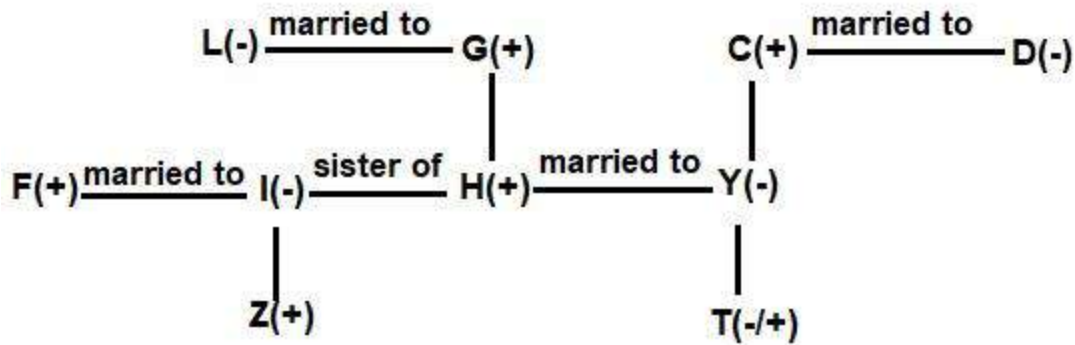 L(-) married to G(+) C(+) married to D(-)
F(+) married to I(-) sister of H(+) married to Y(-)
Z(+) T(-/+)